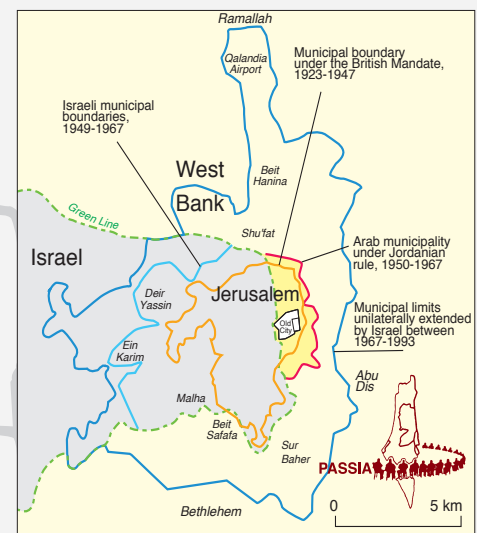 Ramallah
Qalandia
Airport
Municipal boundary
under the British Mandate,
1923-1947
Israeli municipal
boundaries,
1949-1967
West
Bank
Beit
Hanina
Green Line
Shu'fat
Israel
Arab municipality
under Jordanian
rule, 1950-1967
Deir
Yassin
Jerusalem
Municipal limits
unilaterally extended
by Israel between
1967-1993
Old
City
Ein
Karim
Abu
Dis
Malha
Beit
Safafa
Sur
Baher
PASSIA
Bethlehem
0 5 km